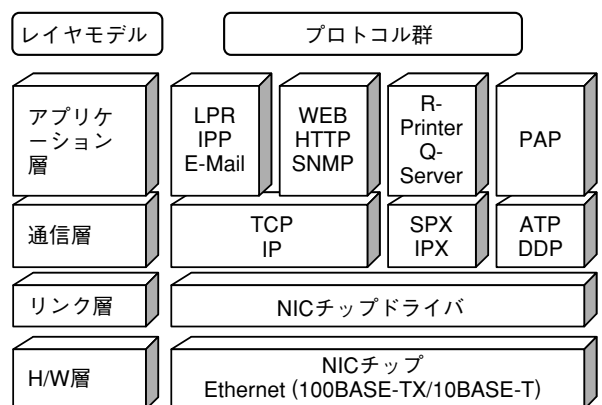 レイヤモデル
プロトコル群
アプリケ
ーション
層
LPR
IPP
E-Mail
WEB
HTTP
SNMP
R-
Printer
Q-
Server
PAP
通信層
TCP
IP
SPX
IPX
ATP
DDP
リンク層
NICチップドライバ
H/W層
NICチップ
Ethernet (100BASE-TX/10BASE-T)